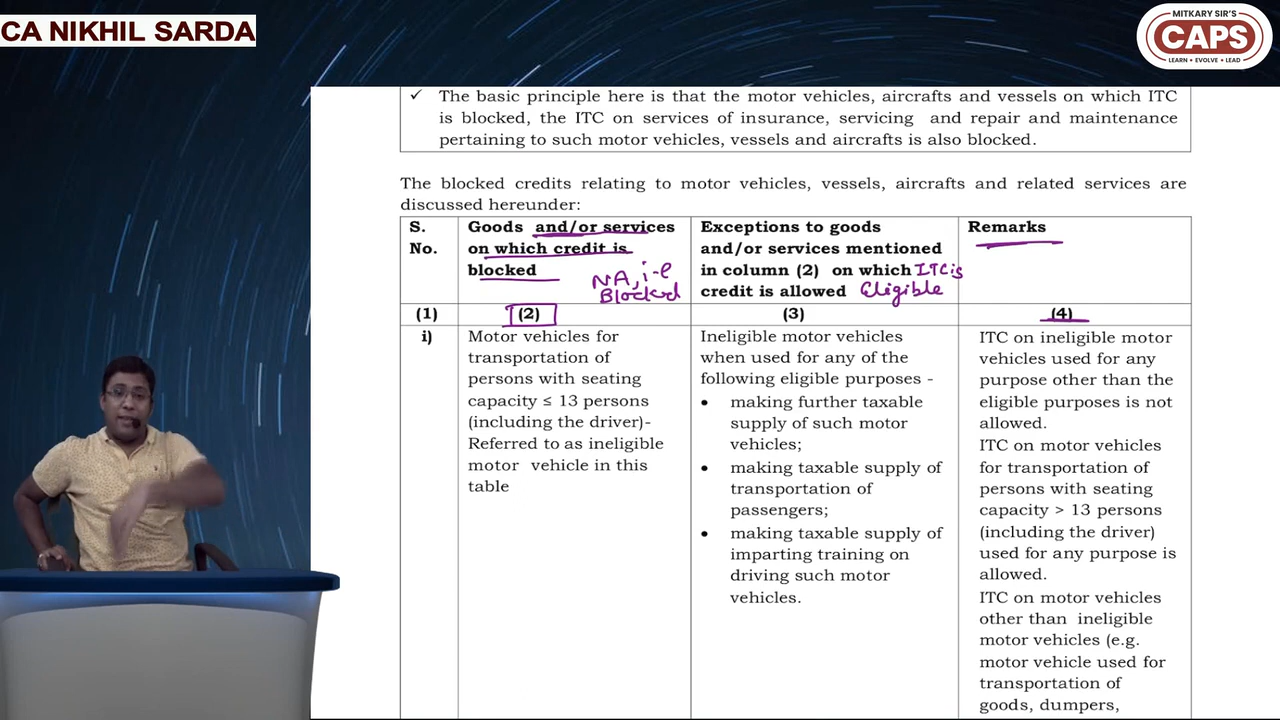 CA NIKHIL SARDA
MITKARY SIR'S
CAPS
LEARN • EVOLVE • LEAD
✓ The basic principle here is that the motor vehicles, aircrafts and vessels on which ITC
is blocked, the ITC on services of insurance, servicing and repair and maintenance
pertaining to such motor vehicles, vessels and aircrafts is also blocked.
The blocked credits relating to motor vehicles, vessels, aircrafts and related services are
discussed hereunder:
S.
No.
Goods and/or services
on which credit is
blocked
NA, i-e
Blocked
Exceptions to goods
and/or services mentioned
in column (2) on which ITC is
credit is allowed Eligible
Remarks
(1)
(2)
(3)
(4)
i)
Motor vehicles for
transportation of
persons with seating
capacity ≤ 13 persons
(including the driver)-
Referred to as ineligible
motor vehicle in this
table
Ineligible motor vehicles
when used for any of the
following eligible purposes -
• making further taxable
supply of such motor
vehicles;
• making taxable supply of
transportation of
passengers;
• making taxable supply of
imparting training on
driving such motor
vehicles.
ITC on ineligible motor
vehicles used for any
purpose other than the
eligible purposes is not
allowed.
ITC on motor vehicles
for transportation of
persons with seating
capacity > 13 persons
(including the driver)
used for any purpose is
allowed.
ITC on motor vehicles
other than ineligible
motor vehicles (e.g.
motor vehicle used for
transportation of
goods, dumpers,